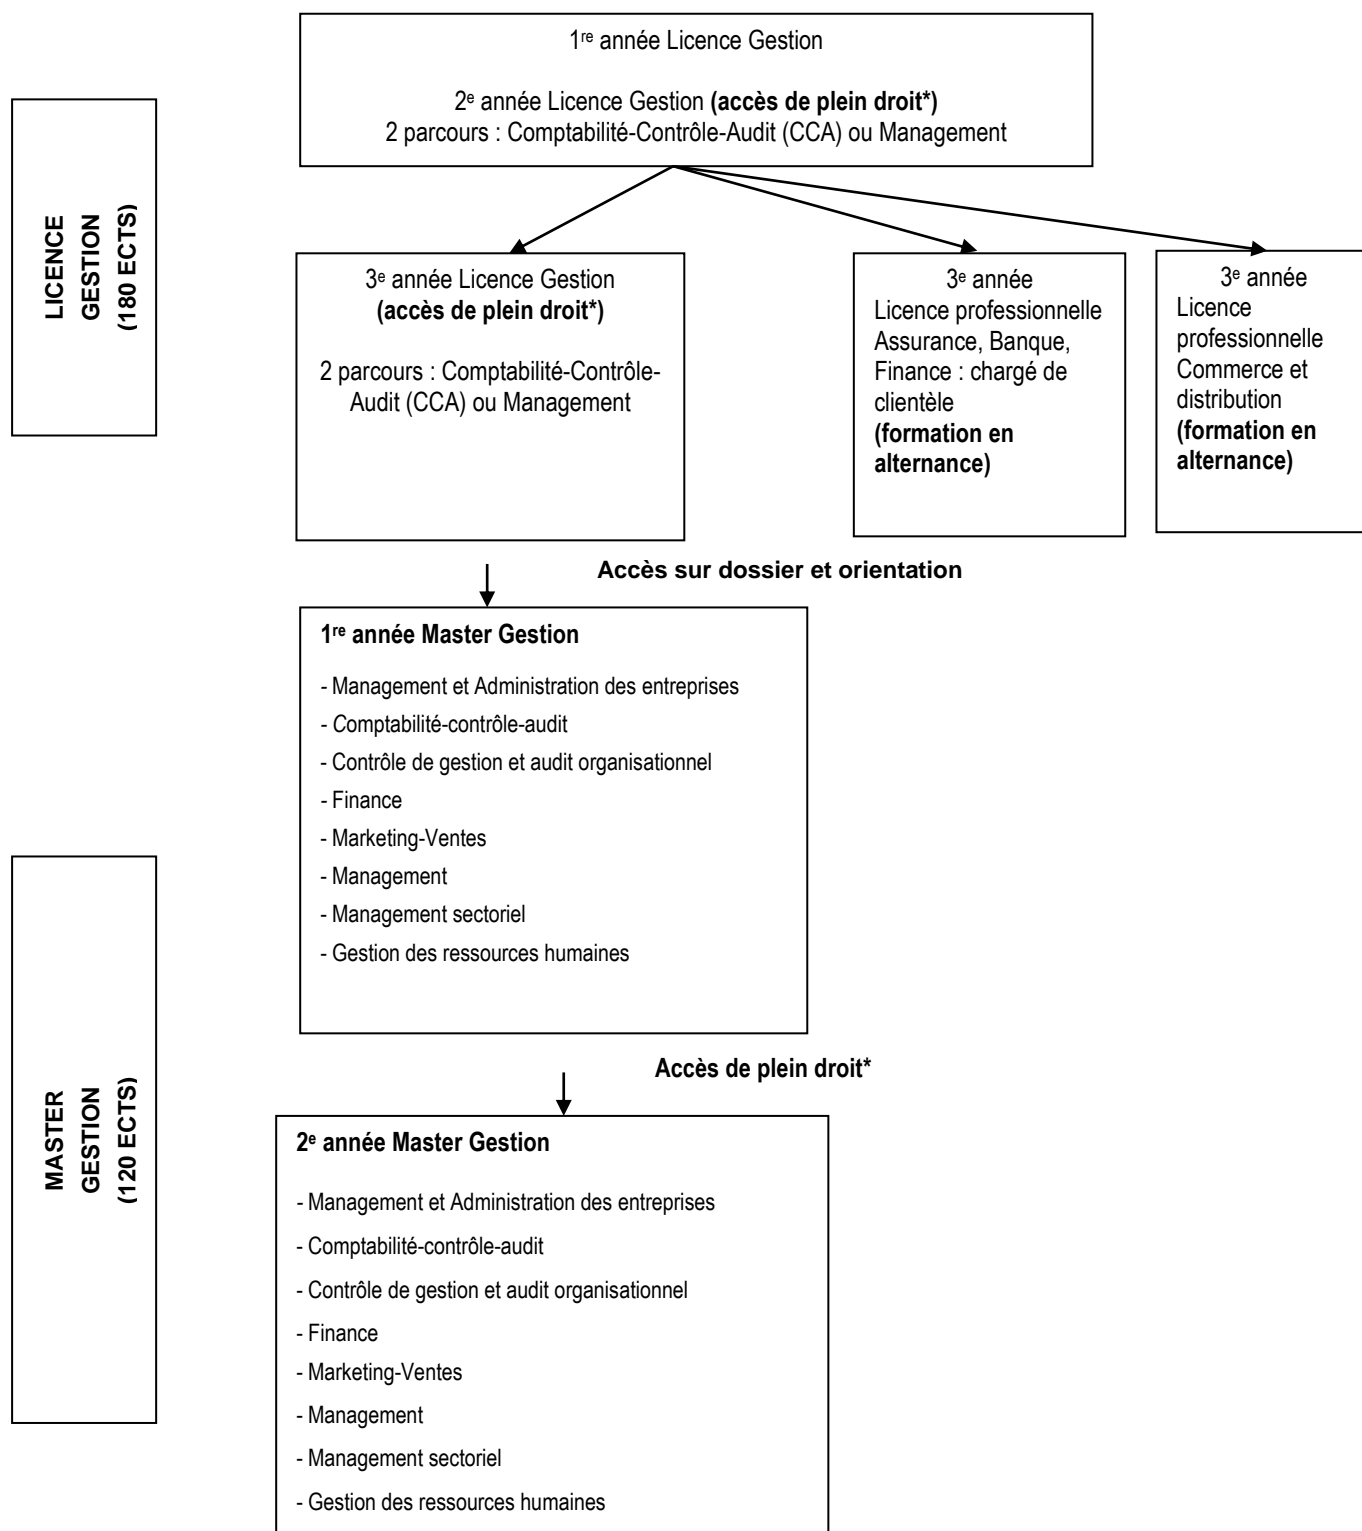 1re année Licence Gestion
2e année Licence Gestion (accès de plein droit*)
2 parcours : Comptabilité-Contrôle-Audit (CCA) ou Management
LICENCE
GESTION
(180 ECTS)
3e année Licence Gestion
(accès de plein droit*)
2 parcours : Comptabilité-Contrôle-
Audit (CCA) ou Management
3e année
Licence professionnelle
Assurance, Banque,
Finance : chargé de
clientèle
(formation en
alternance)
3e année
Licence
professionnelle
Commerce et
distribution
(formation en
alternance)
Accès sur dossier et orientation
1re année Master Gestion
- Management et Administration des entreprises
- Comptabilité-contrôle-audit
- Contrôle de gestion et audit organisationnel
- Finance
- Marketing-Ventes
- Management
- Management sectoriel
- Gestion des ressources humaines
MASTER
GESTION
(120 ECTS)
Accès de plein droit*
2e année Master Gestion
- Management et Administration des entreprises
- Comptabilité-contrôle-audit
- Contrôle de gestion et audit organisationnel
- Finance
- Marketing-Ventes
- Management
- Management sectoriel
- Gestion des ressources humaines